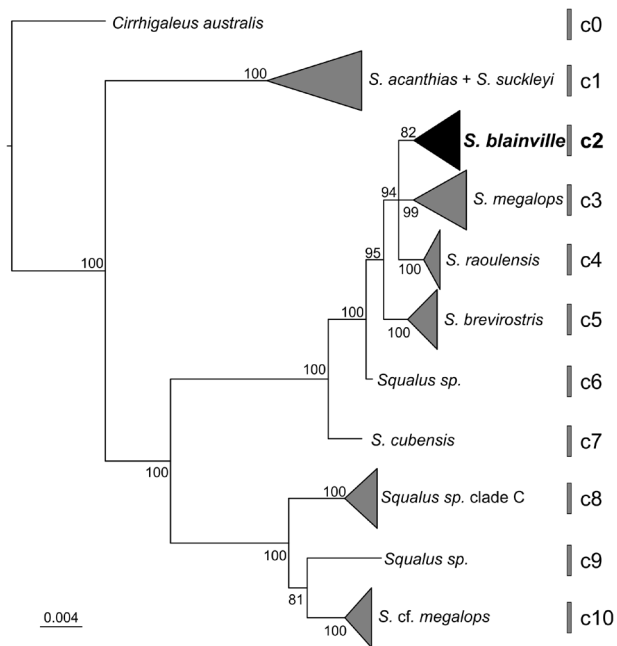 Cirrhigaleus australis c0
100 S. acanthias + S. suckleyi c1
82 S. blainville c2
94 S. megalops c3
99
S. raoulensis c4
100
95
S. brevirostris c5
100
100
Squalus sp. c6
100
S. cubensis c7
100
100
100 Squalus sp. clade C c8
100
Squalus sp. c9
81
S. cf. megalops c10
100
0.004